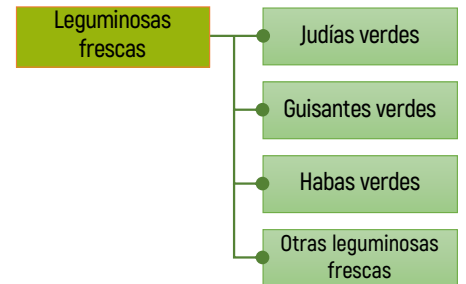 Leguminosas
frescas
Judías verdes
Guisantes verdes
Habas verdes
Otras leguminosas
frescas